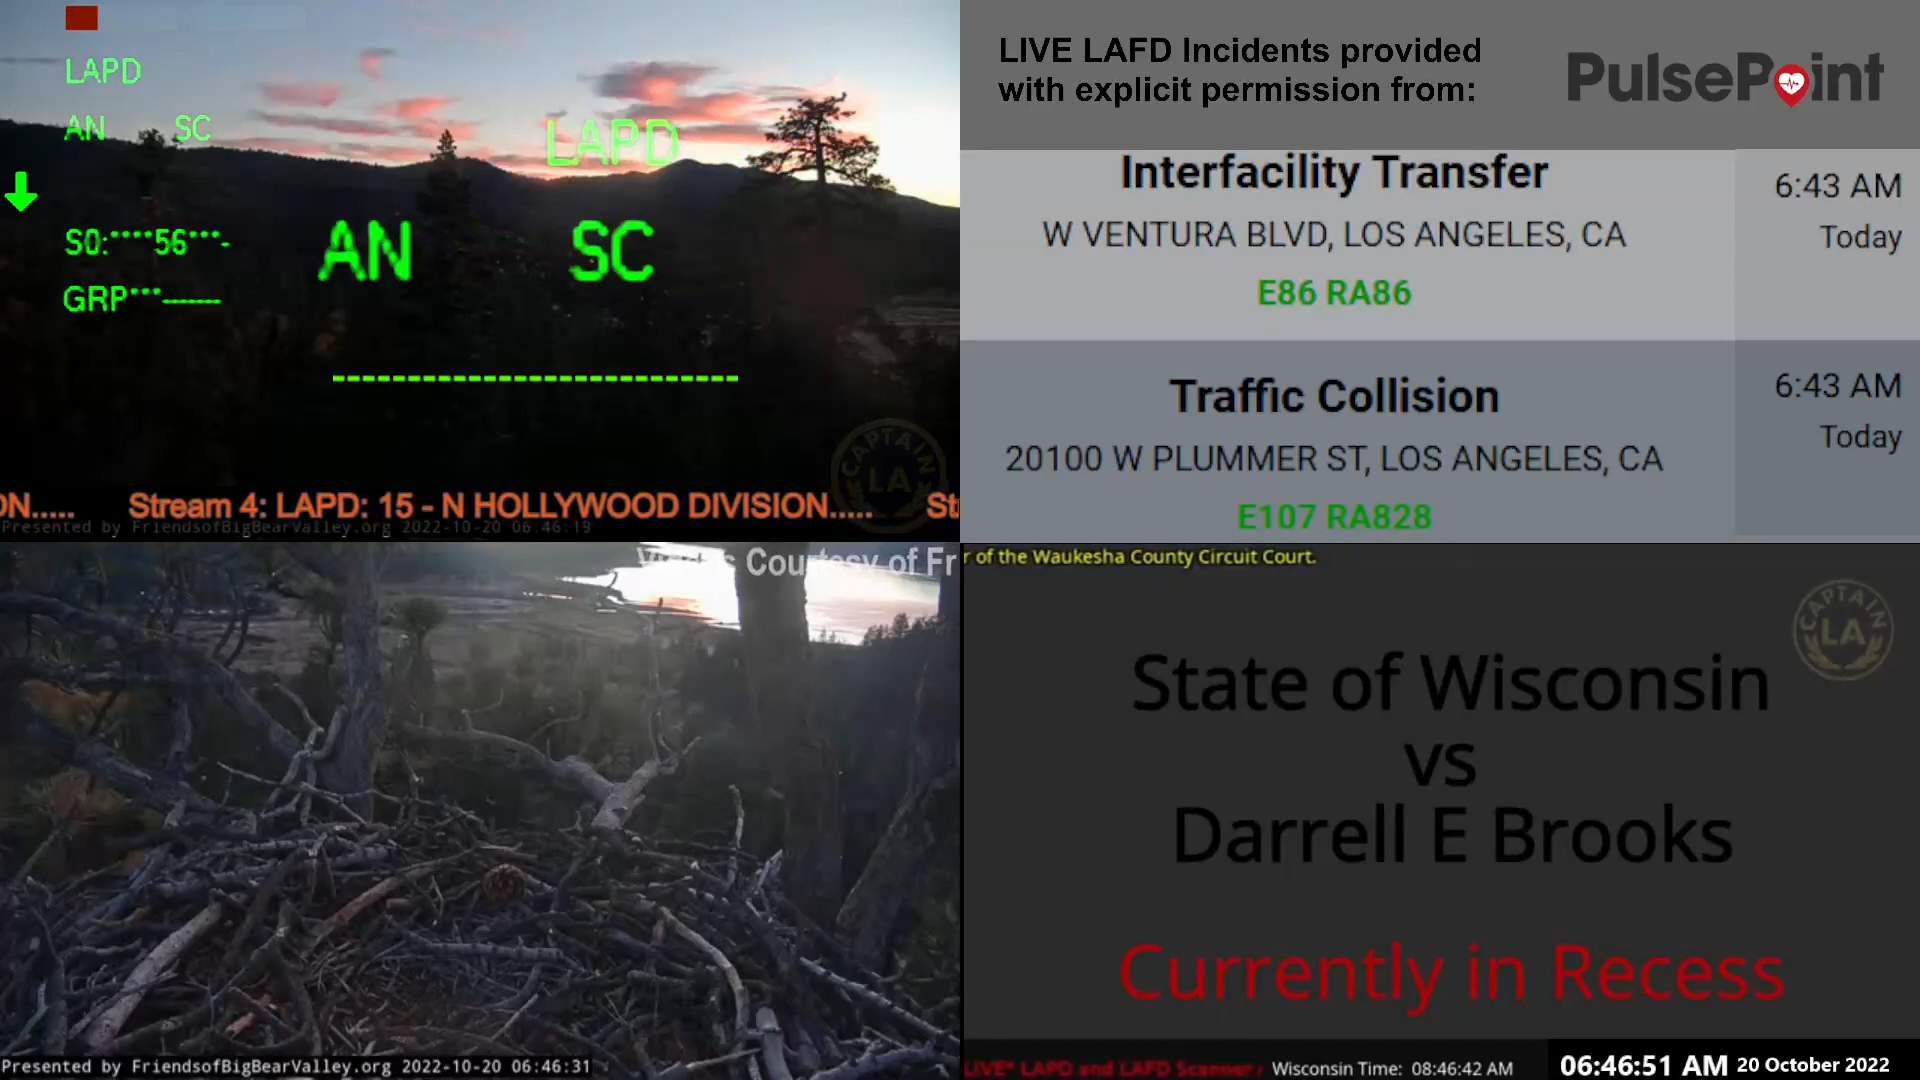 LAPD
AN SC
S0:****56***-
GRP***-------
LAPD
AN SC
CAPTAIN
LA
ON..... Stream 4: LAPD: 15 - N HOLLYWOOD DIVISION..... St
Presented by FriendsofBigBearValley.org 2022-10-20 06:46:19
LIVE LAFD Incidents provided
with explicit permission from:
PulsePoint
Interfacility Transfer
W VENTURA BLVD, LOS ANGELES, CA
E86 RA86
6:43 AM
Today
Traffic Collision
20100 W PLUMMER ST, LOS ANGELES, CA
E107 RA828
6:43 AM
Today
Courtesy of Fr
Presented by FriendsofBigBearValley.org 2022-10-20 06:46:31
r of the Waukesha County Circuit Court.
CAPTAIN
LA
State of Wisconsin
vs
Darrell E Brooks
Currently in Recess
LIVE* LAPD and LAFD Scanner
Wisconsin Time: 08:46:42 AM
06:46:51 AM 20 October 2022